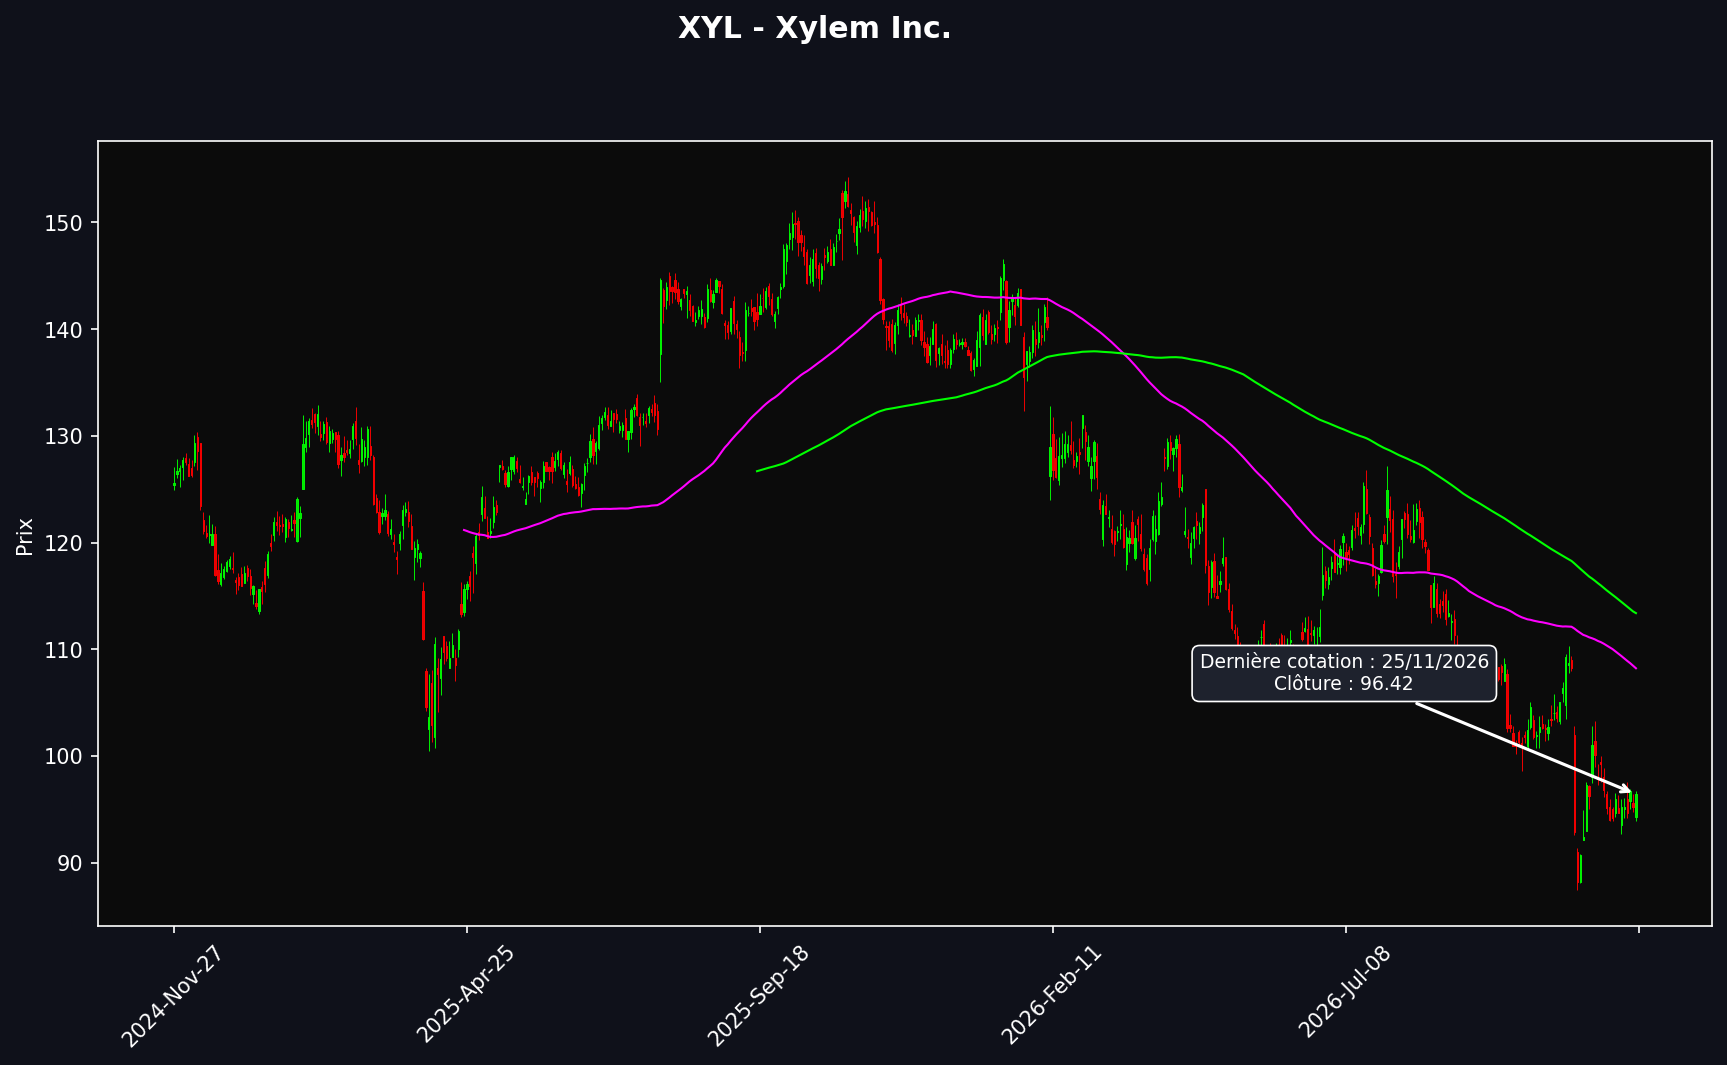 XYL - Xylem Inc.
Prix
150
140
130
120
110
100
90
Dernière cotation : 25/11/2026
Clôture : 96.42
2024-Nov-27
2025-Apr-25
2025-Sep-18
2026-Feb-11
2026-Jul-08